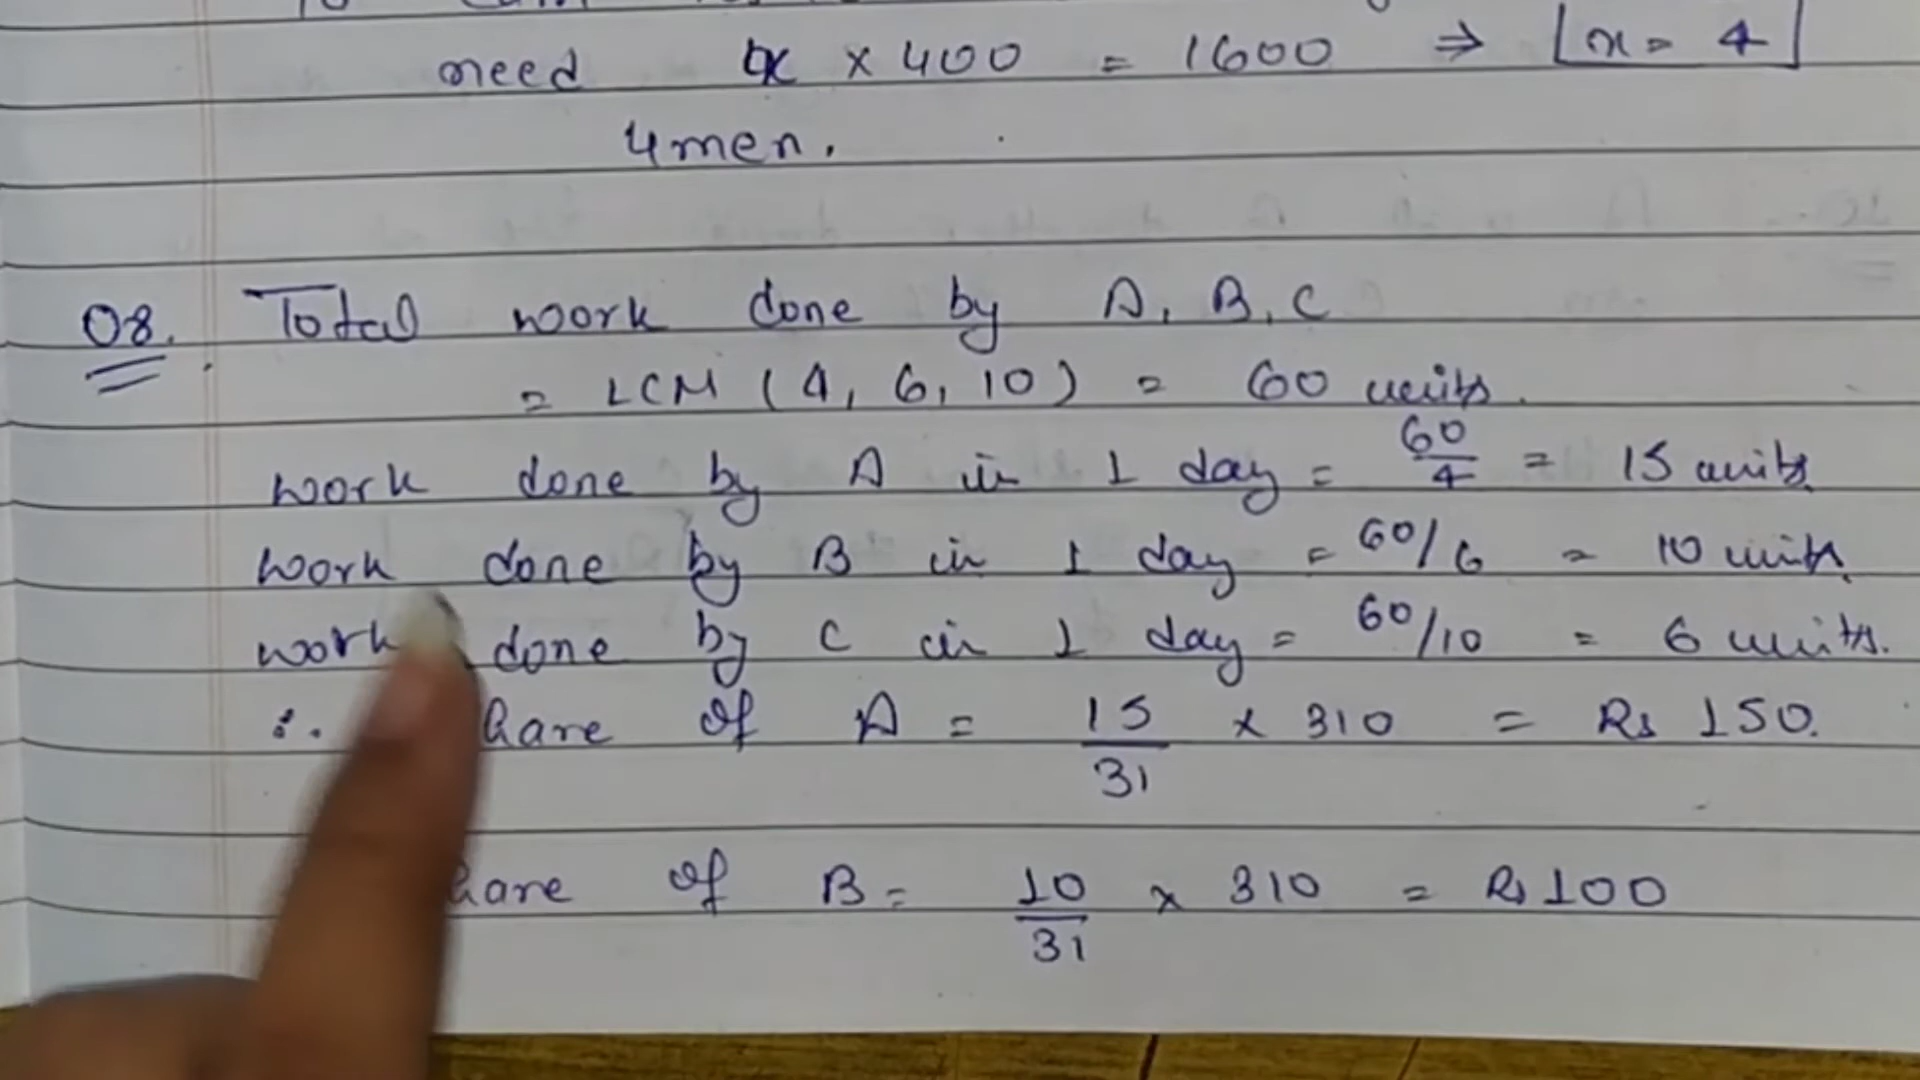 need x × 400 = 1600 ⇒ x = 4
4 men.
08. Total work done by A, B, C
= LCM (4, 6, 10) = 60 units.
work done by A in 1 day = 60/4 = 15 units.
work done by B in 1 day = 60/6 = 10 units.
work done by C in 1 day = 60/10 = 6 units.
∴ hare of A = 15/31 × 310 = Rs 150.
hare of B = 10/31 × 310 = Rs 100